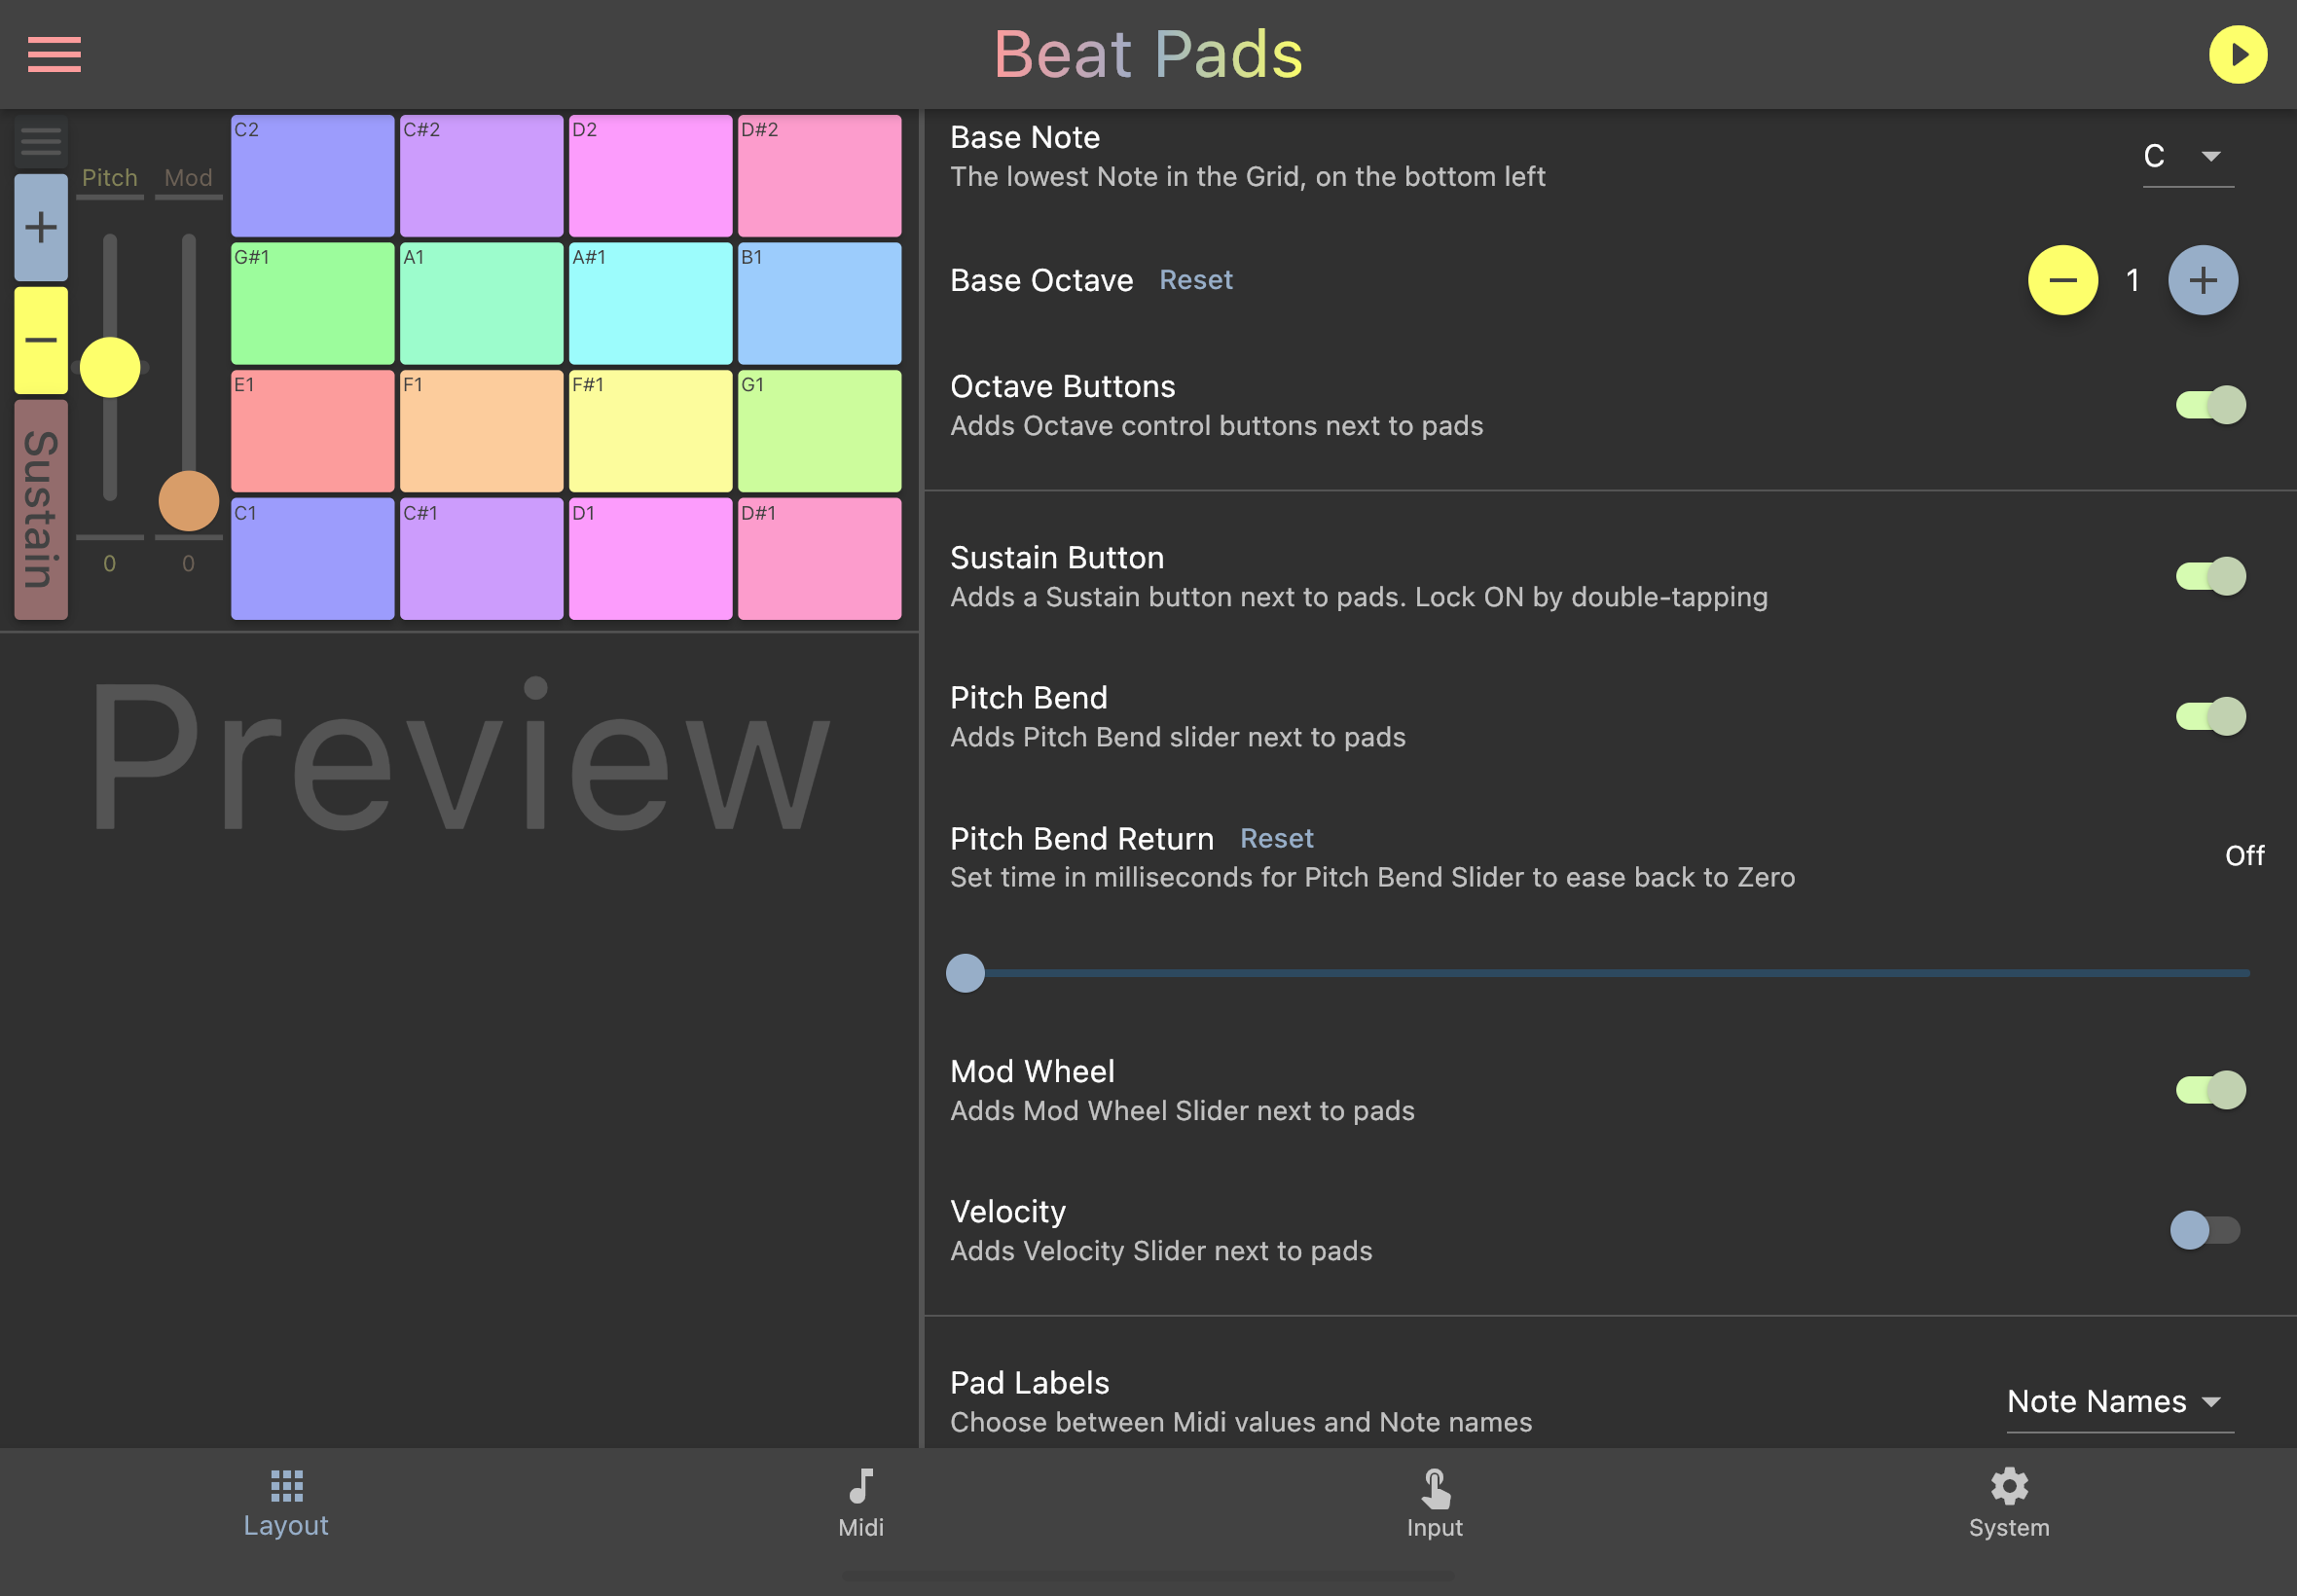 Beat Pads
Pitch
Mod
+
−
Sustain
0
0
C2
C#2
D2
D#2
G#1
A1
A#1
B1
E1
F1
F#1
G1
C1
C#1
D1
D#1
Preview
Base Note
The lowest Note in the Grid, on the bottom left
C
Base Octave Reset
− 1 +
Octave Buttons
Adds Octave control buttons next to pads
Sustain Button
Adds a Sustain button next to pads. Lock ON by double-tapping
Pitch Bend
Adds Pitch Bend slider next to pads
Pitch Bend Return Reset
Set time in milliseconds for Pitch Bend Slider to ease back to Zero
Off
Mod Wheel
Adds Mod Wheel Slider next to pads
Velocity
Adds Velocity Slider next to pads
Pad Labels
Choose between Midi values and Note names
Note Names
Layout
Midi
Input
System